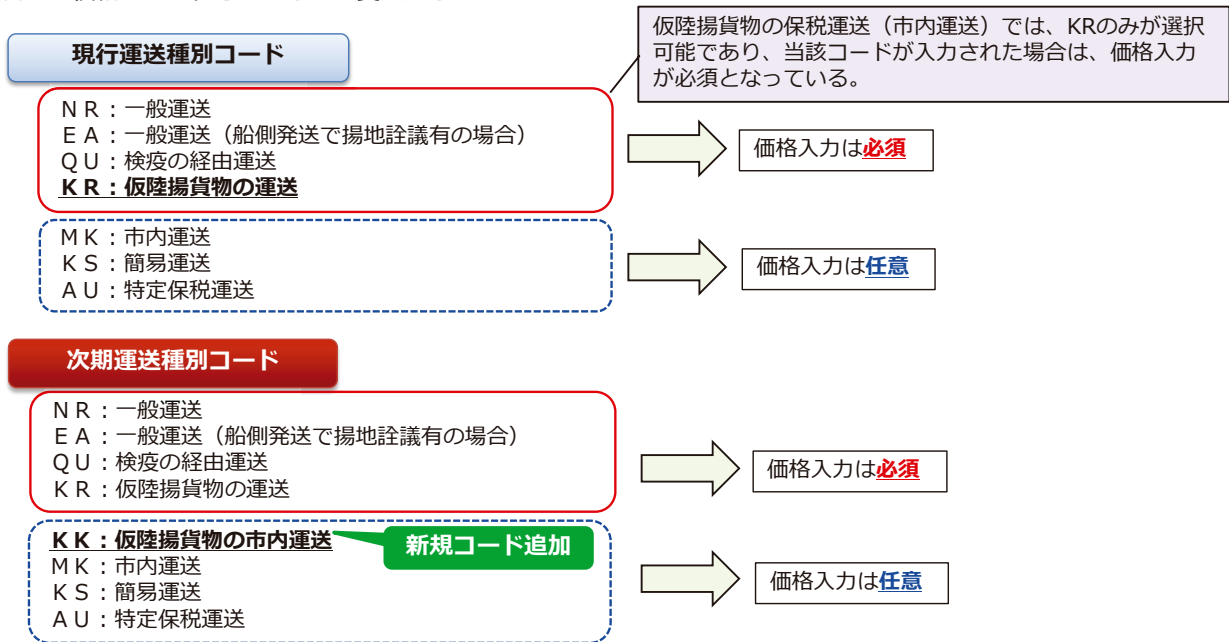 仮陸揚貨物の保税運送（市内運送）では、KRのみが選択
可能であり、当該コードが入力された場合は、価格入力
が必須となっている。
現行運送種別コード
ＮＲ：一般運送
ＥＡ：一般運送（船側発送で揚地詮議有の場合）
ＱＵ：検疫の経由運送
ＫＲ：仮陸揚貨物の運送
価格入力は必須
ＭＫ：市内運送
ＫＳ：簡易運送
ＡＵ：特定保税運送
価格入力は任意
次期運送種別コード
ＮＲ：一般運送
ＥＡ：一般運送（船側発送で揚地詮議有の場合）
ＱＵ：検疫の経由運送
ＫＲ：仮陸揚貨物の運送
価格入力は必須
ＫＫ：仮陸揚貨物の市内運送
新規コード追加
ＭＫ：市内運送
ＫＳ：簡易運送
ＡＵ：特定保税運送
価格入力は任意